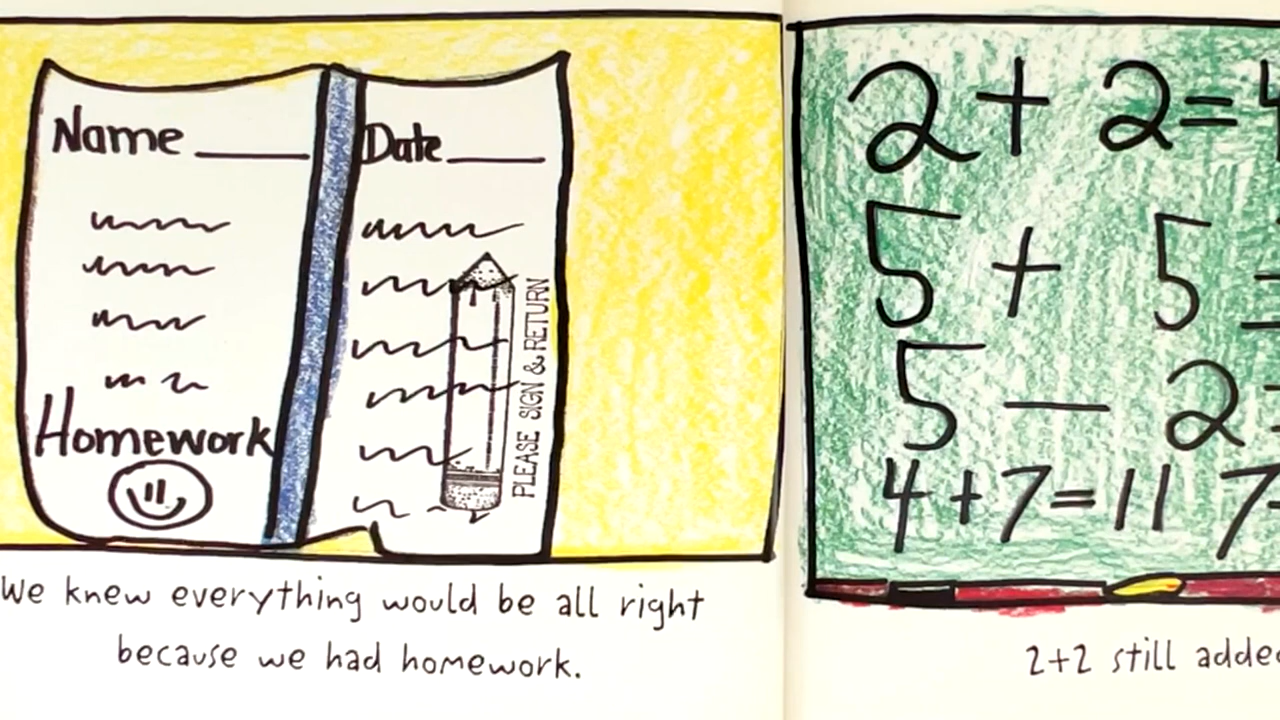 Name
Date
Homework
PLEASE SIGN & RETURN
We knew everything would be all right
because we had homework.
2 + 2 =
5 + 5
5 - 2
4 + 7 = 11 7
2+2 still added